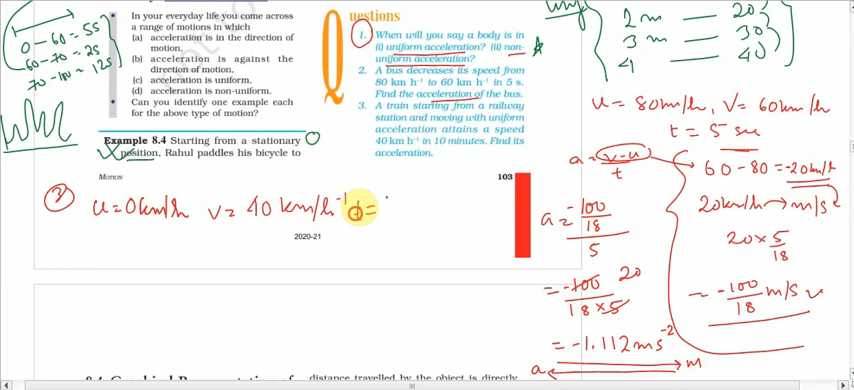 0 - 60 = 5s
60 - 70 = 2s
70 - 100 = 12s
In your everyday life you come across
a range of motions in which
(a) acceleration is in the direction of
motion,
(b) acceleration is against the
direction of motion,
(c) acceleration is uniform,
(d) acceleration is non-uniform.
• Can you identify one example each
for the above type of motion?
Example 8.4 Starting from a stationary
position, Rahul paddles his bicycle to
MOTION
Questions
1. When will you say a body is in
(i) uniform acceleration? (ii) non-
uniform acceleration?
2. A bus decreases its speed from
80 km h⁻¹ to 60 km h⁻¹ in 5 s.
Find the acceleration of the bus.
3. A train starting from a railway
station and moving with uniform
acceleration attains a speed
40 km h⁻¹ in 10 minutes. Find its
acceleration.
103
2020-21
③ u = 0 km/h v = 40 km/h⁻¹
2 m — 20
3 m — 30
4 — 40
u = 80 km/h, v = 60 km/h
t = 5 sec
a = v-u / t
60 - 80 = -20 km/h
20 km/h → m/s
20 × 5/18
= -100/18 m/s
a = -100/18 / 5
= -100 20 / 18 × 5
= -1.112 ms⁻²
a m
distance travelled by the object is directly